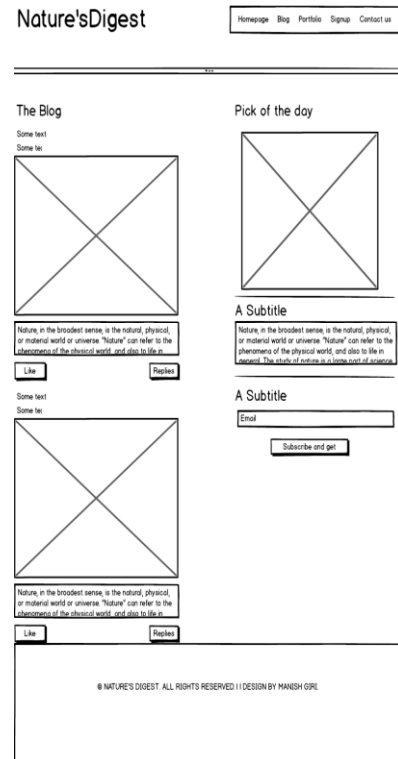 Nature'sDigest
Homepage Blog Portfolio Signup Contact us
The Blog
Some text
Some te
Nature, in the broadest sense, is the natural, physical,
or material world or universe. "Nature" can refer to the
phenomena of the physical world, and also to life in
Like Replies
Some text
Some te
Nature, in the broadest sense, is the natural, physical,
or material world or universe. "Nature" can refer to the
phenomena of the physical world, and also to life in
Like Replies
Pick of the day
A Subtitle
Nature, in the broadest sense, is the natural, physical,
or material world or universe. "Nature" can refer to the
phenomena of the physical world, and also to life in
general. The study of nature is a large part of science.
A Subtitle
Email
Subscribe and get
© NATURE'S DIGEST. ALL RIGHTS RESERVED I I DESIGN BY MANISH GIRI.